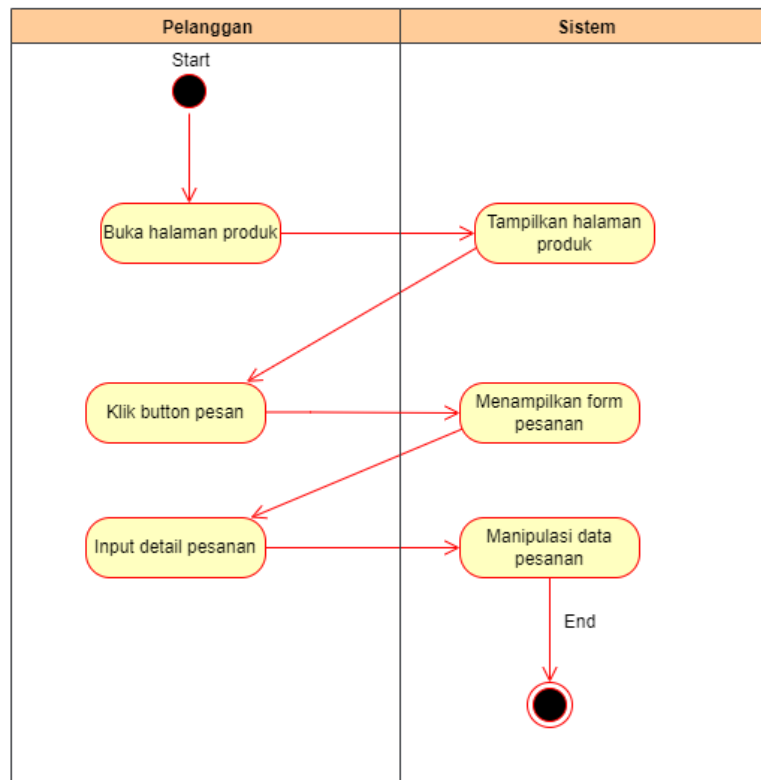 Pelanggan
Sistem
Start
Buka halaman produk
Tampilkan halaman
produk
Klik button pesan
Menampilkan form
pesanan
Input detail pesanan
Manipulasi data
pesanan
End